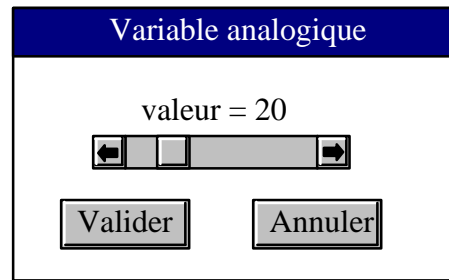 Variable analogique
valeur = 20
Valider Annuler